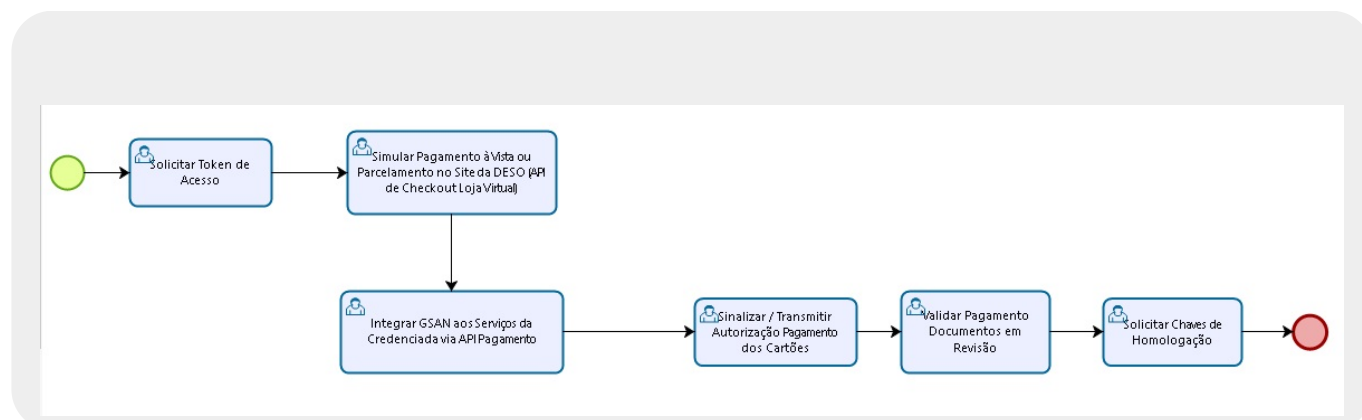 Solicitar Token de
Acesso
Simular Pagamento à Vista ou
Parcelamento no Site da DESO (API
de Checkout Loja Virtual)
Integrar GSAN aos Serviços da
Credenciada via API Pagamento
Sinalizar / Transmitir
Autorização Pagamento
dos Cartões
Validar Pagamento
Documentos em
Revisão
Solicitar Chaves de
Homologação